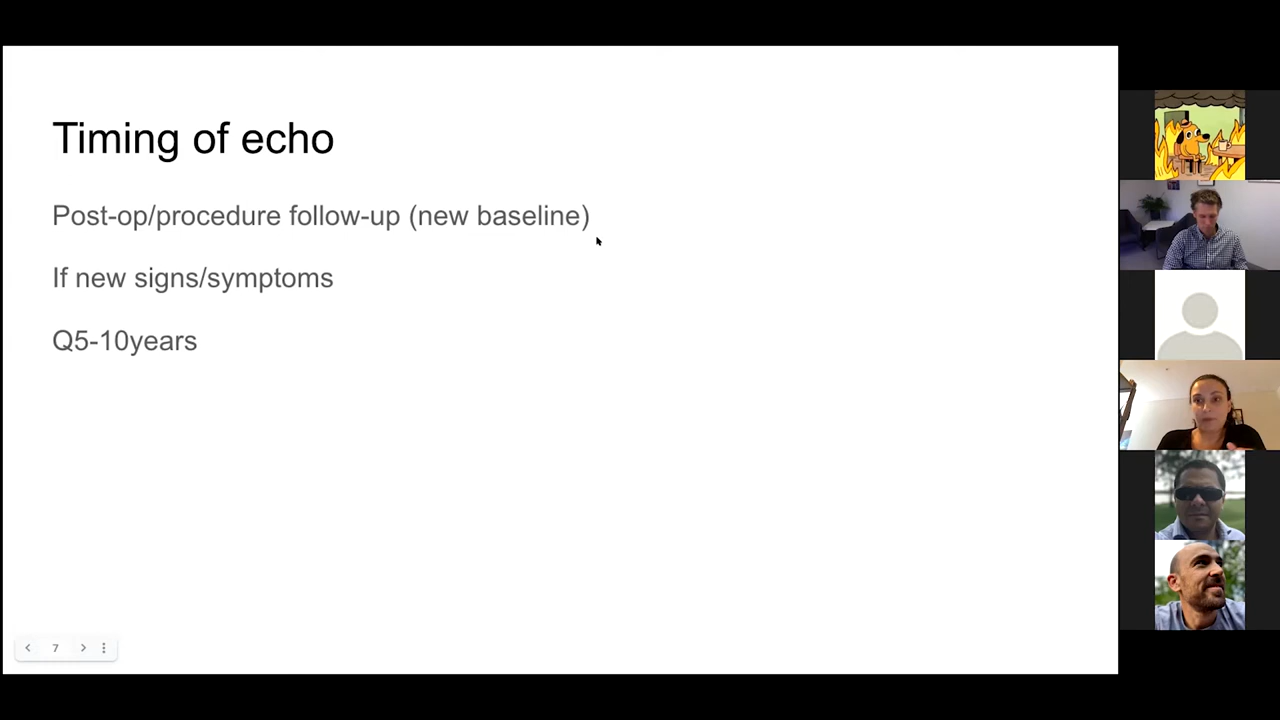 Timing of echo
Post-op/procedure follow-up (new baseline)
If new signs/symptoms
Q5-10years
7